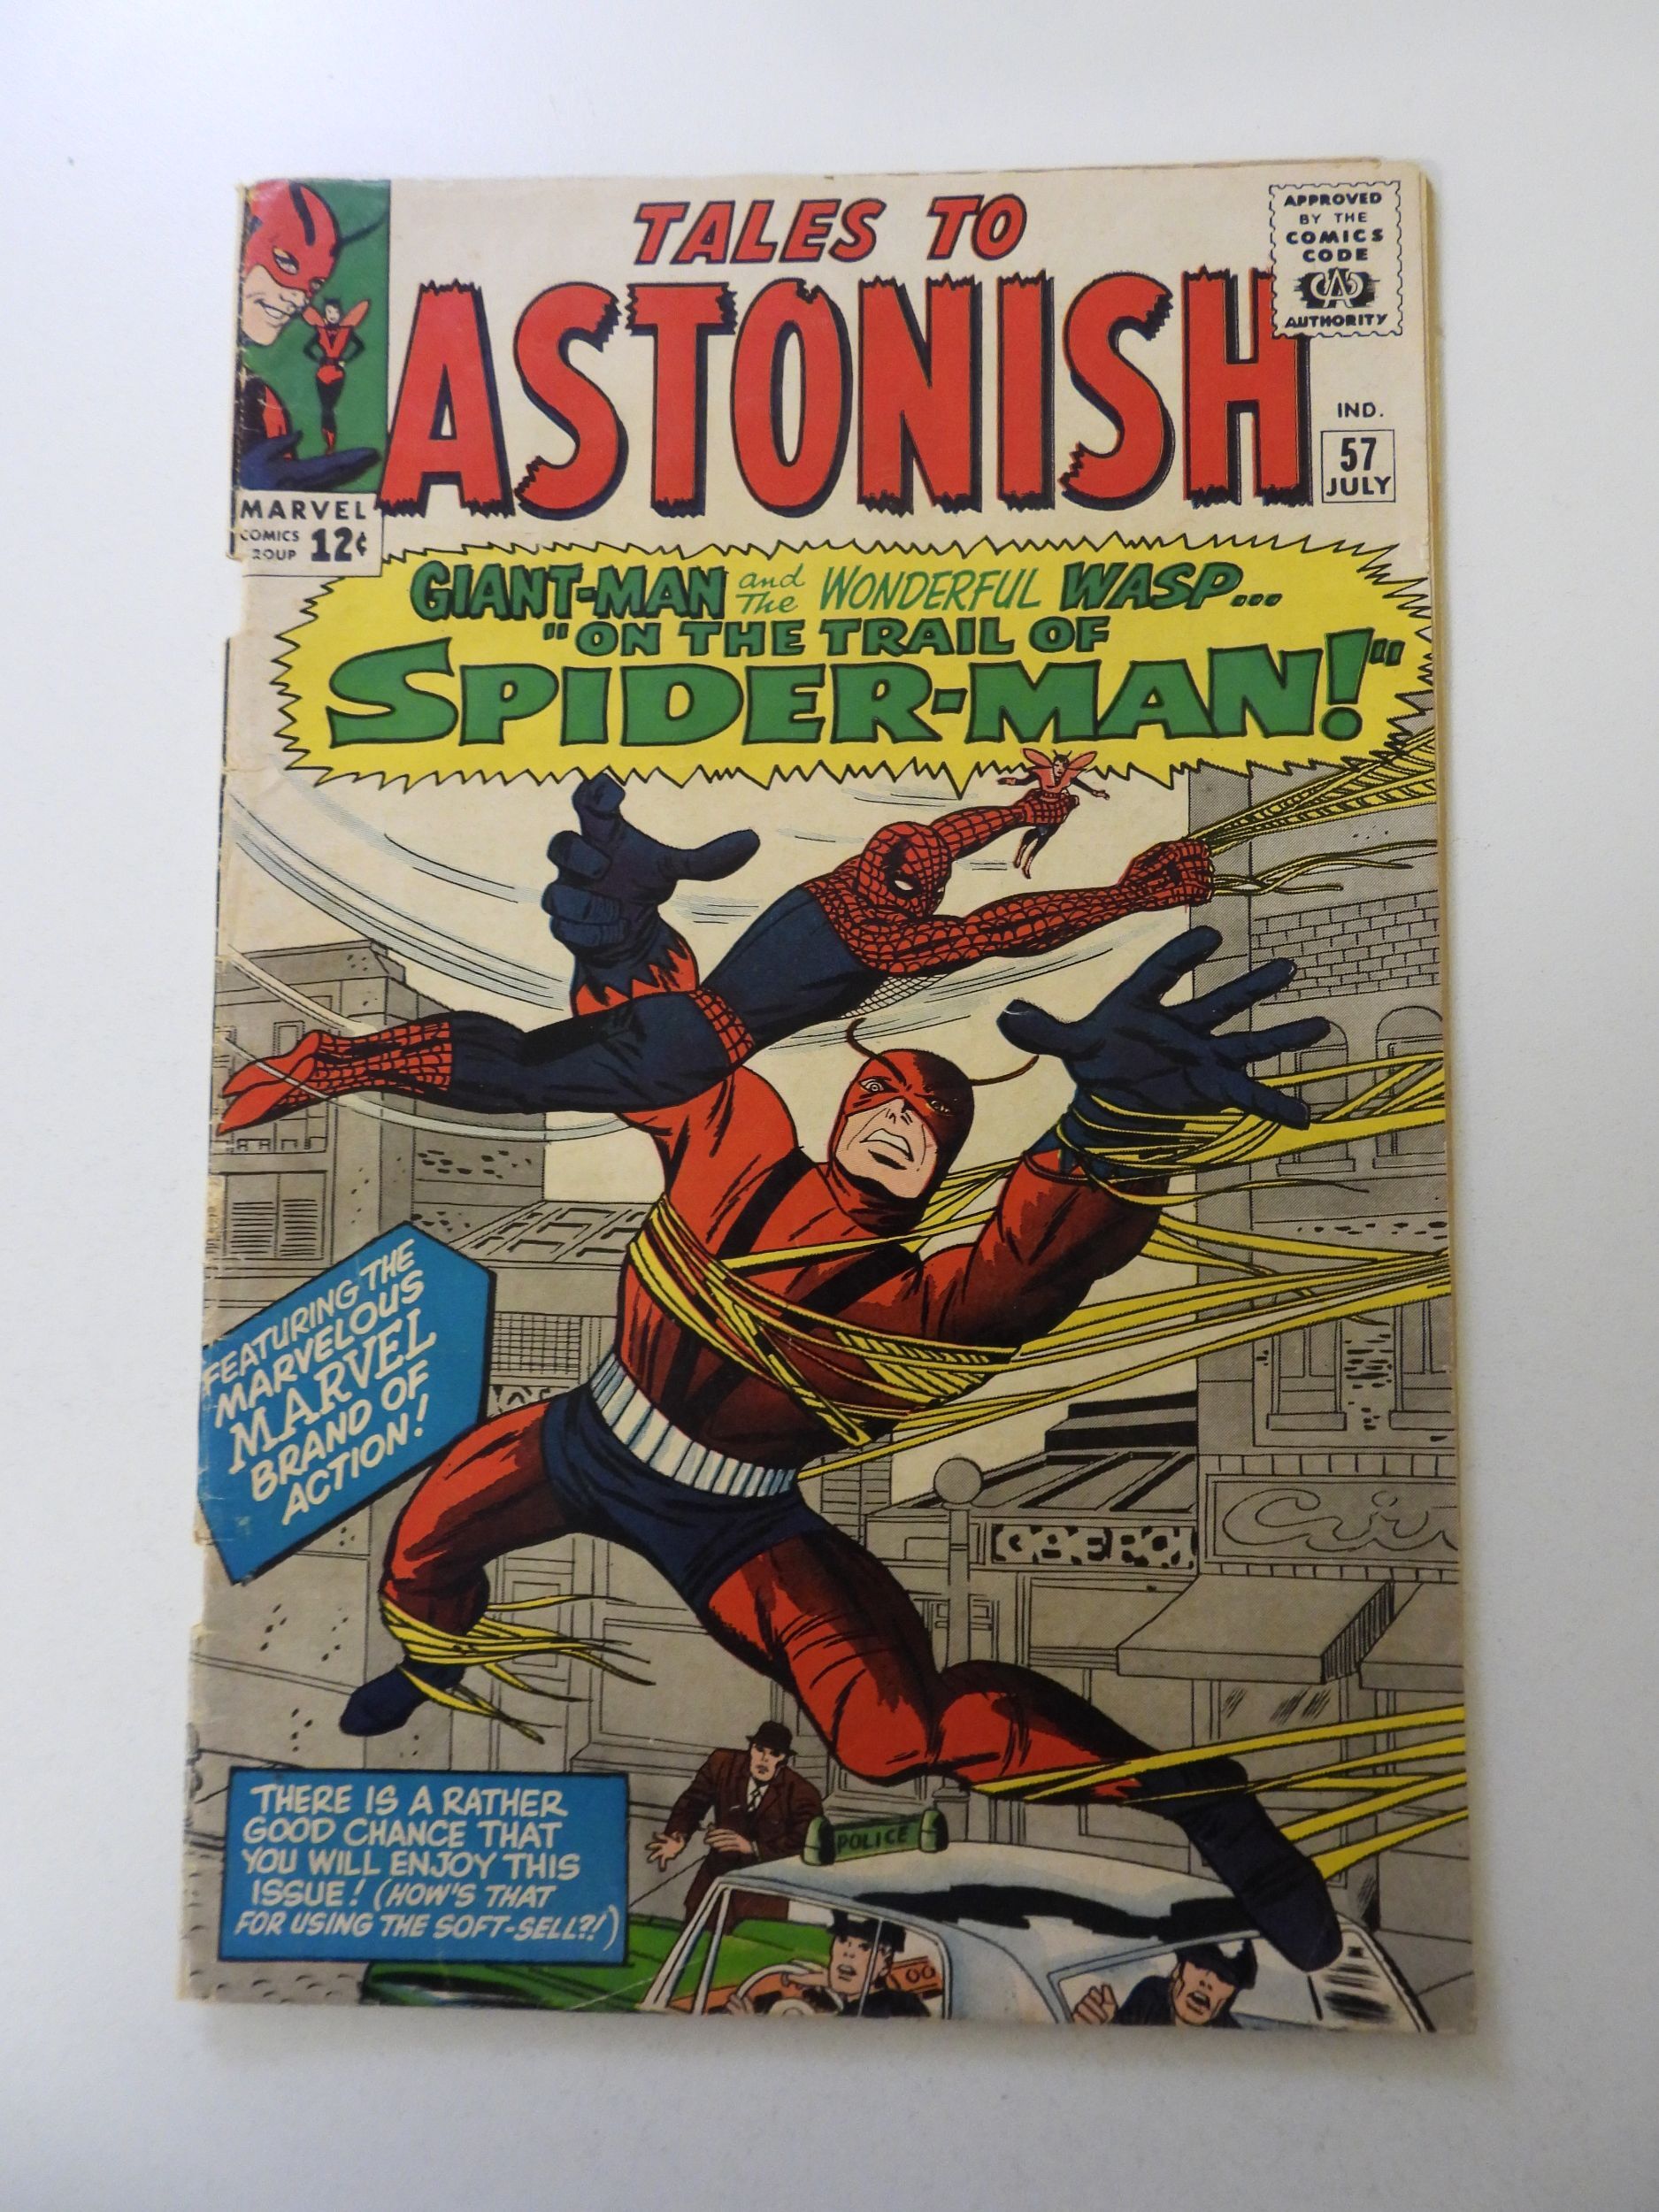 TALES TO
ASTONISH
APPROVED
BY THE
COMICS
CODE
CA
AUTHORITY
IND.
57
JULY
MARVEL
COMICS
ROUP 12¢
GIANT-MAN and The WONDERFUL WASP...
"ON THE TRAIL OF
SPIDER-MAN!"
FEATURING THE
MARVELOUS
MARVEL
BRAND OF
ACTION!
THERE IS A RATHER
GOOD CHANCE THAT
YOU WILL ENJOY THIS
ISSUE! (HOW'S THAT
FOR USING THE SOFT-SELL?!)
POLICE